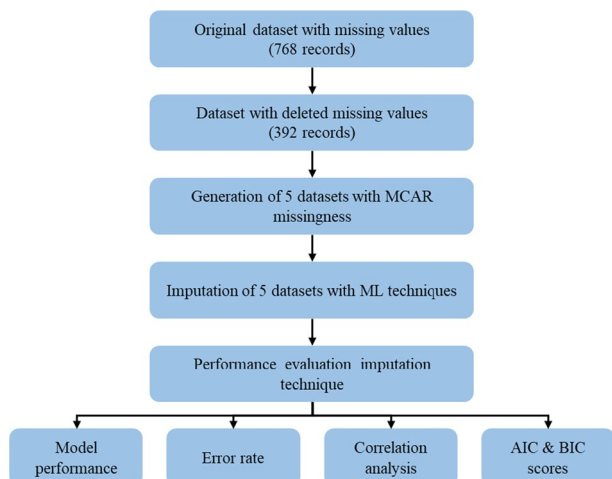 Original dataset with missing values
(768 records)
Dataset with deleted missing values
(392 records)
Generation of 5 datasets with MCAR
missingness
Imputation of 5 datasets with ML techniques
Performance evaluation imputation
technique
Model
performance
Error rate
Correlation
analysis
AIC & BIC
scores